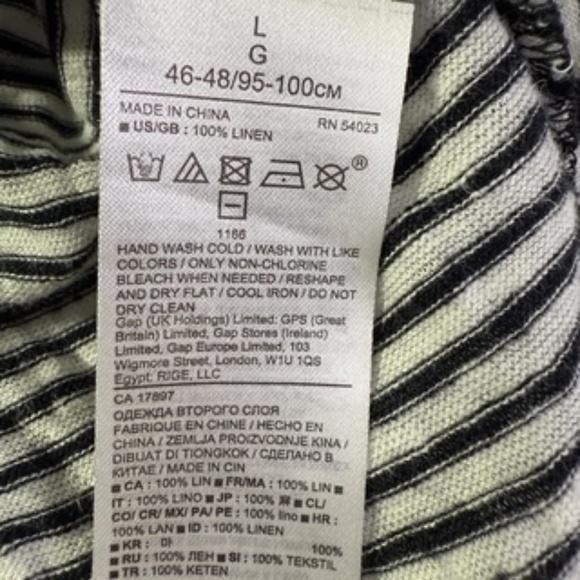 L
G
46-48/95-100CM
MADE IN CHINA
RN 54023
■ US/GB : 100% LINEN
®
1166
HAND WASH COLD / WASH WITH LIKE
COLORS / ONLY NON-CHLORINE
BLEACH WHEN NEEDED / RESHAPE
AND DRY FLAT / COOL IRON / DO NOT
DRY CLEAN
Gap (UK Holdings) Limited: GPS (Great
Britain) Limited, Gap Stores (Ireland)
Limited, Gap Europe Limited, 103
Wigmore Street, London, W1U 1QS
Egypt: RIGE, LLC
CA 17897
ОДЕЖДА ВТОРОГО СЛОЯ
FABRIQUE EN CHINE / HECHO EN
CHINA / ZEMLJA PROIZVODNJE KINA /
DIBUAT DI TIONGKOK / СДЕЛАНО В
КИТАЕ / MADE IN CIN
■ CA : 100% LIN ■ FR/MA : 100% LIN ■
IT : 100% LINO ■ JP : 100% 麻 ■ CL/
CO/ CR/ MX/ PA/ PE : 100% lino ■ HR :
100% LAN ■ ID : 100% LINEN
■ KR : 마 100%
■ RU : 100% ЛЕН ■ SI : 100% TEKSTIL
■ TR : 100% KETEN